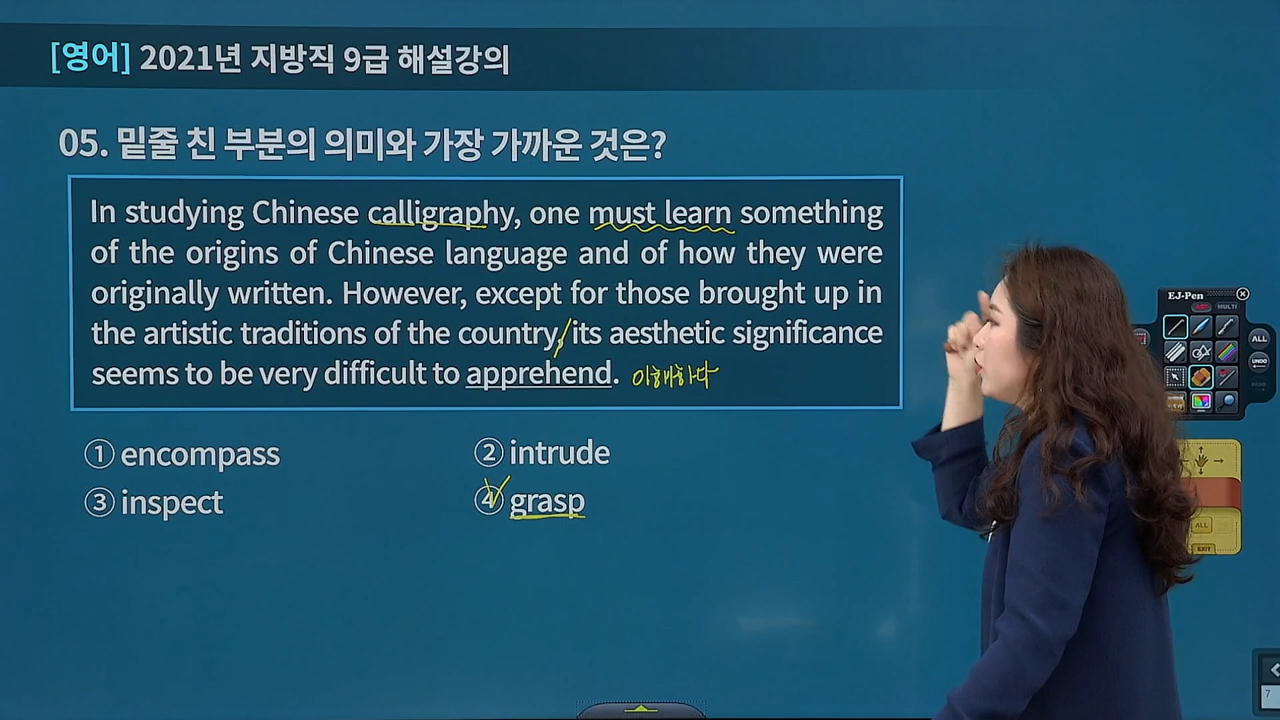 [영어] 2021년 지방직 9급 해설강의
05. 밑줄 친 부분의 의미와 가장 가까운 것은?
In studying Chinese calligraphy, one must learn something
of the origins of Chinese language and of how they were
originally written. However, except for those brought up in
the artistic traditions of the country, its aesthetic significance
seems to be very difficult to apprehend. 이해하다
① encompass ② intrude
③ inspect ④ grasp
EJ-Pen
MULTI
ALL
UNDO
ALL
EXIT
7